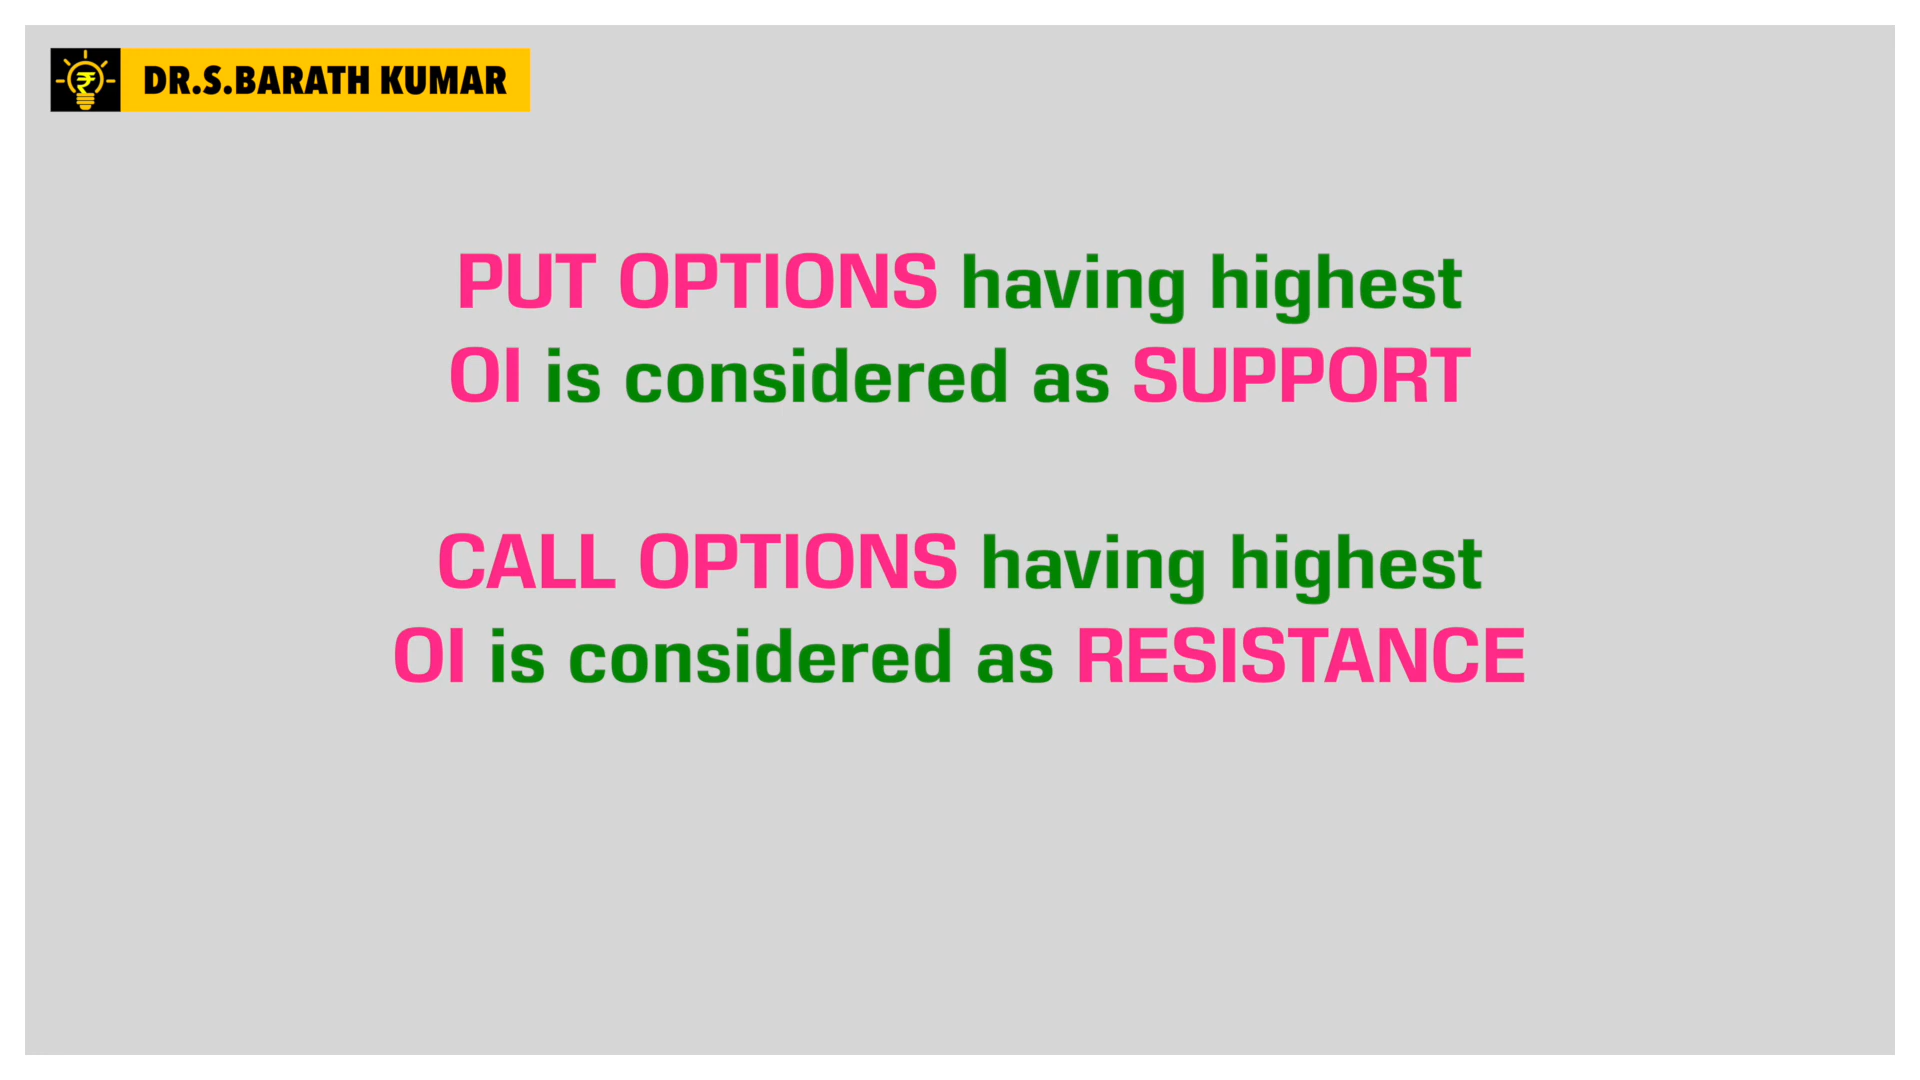 DR.S.BARATH KUMAR
PUT OPTIONS having highest
OI is considered as SUPPORT
CALL OPTIONS having highest
OI is considered as RESISTANCE